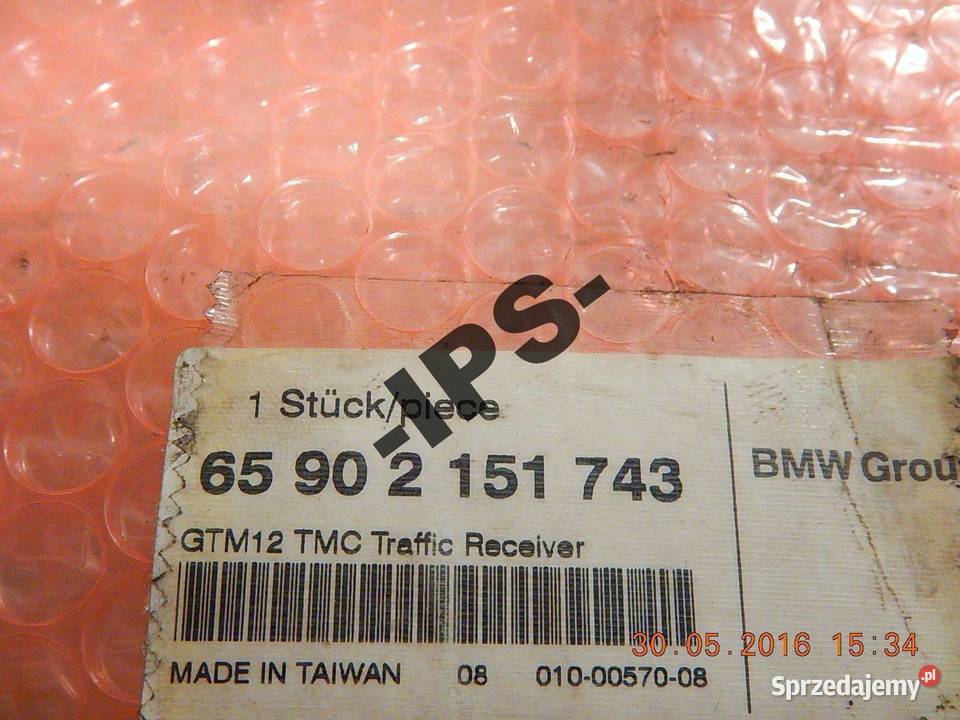 -IPS-
1 Stück/piece
65 90 2 151 743
BMW Grou
GTM12 TMC Traffic Receiver
MADE IN TAIWAN 08 010-00570-08
30.05.2016 15:34
Sprzedajemy.pl